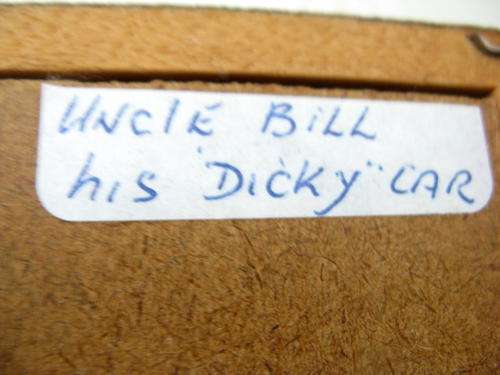 UNCLE BILL
his "DICKY" CAR